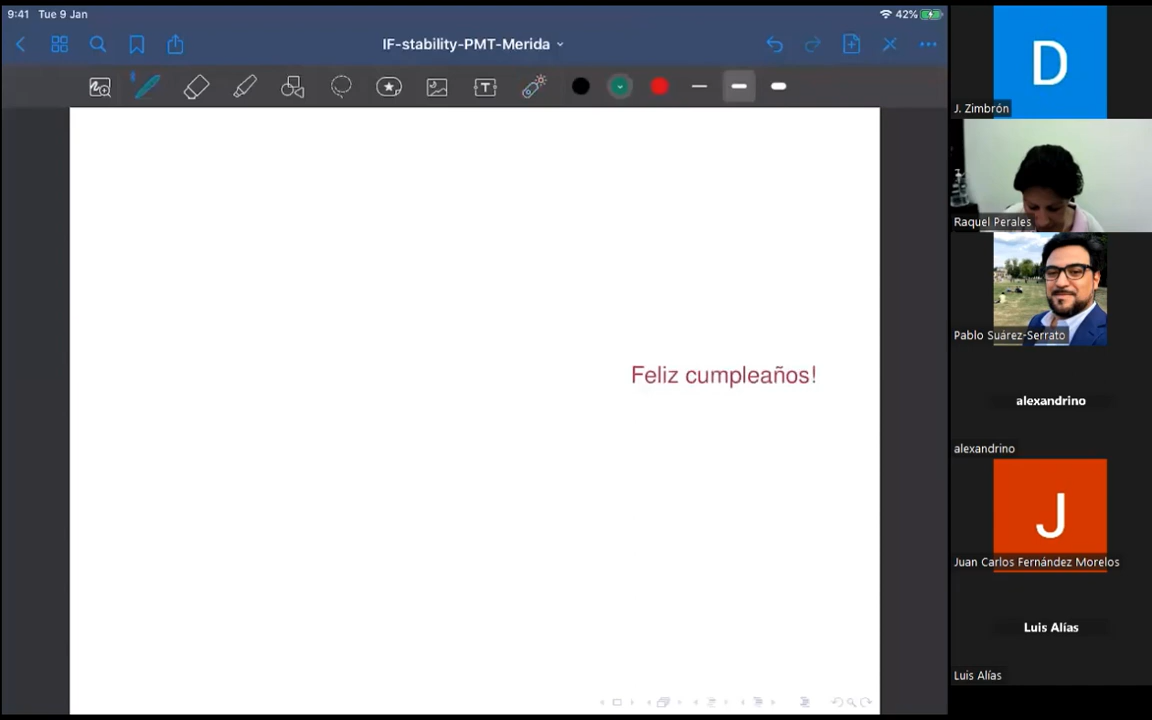 9:41 Tue 9 Jan
42%
IF-stability-PMT-Merida
T
Feliz cumpleaños!
D
J. Zimbrón
Raquel Perales
Pablo Suárez-Serrato
alexandrino
alexandrino
J
Juan Carlos Fernández Morelos
Luis Alías
Luis Alías